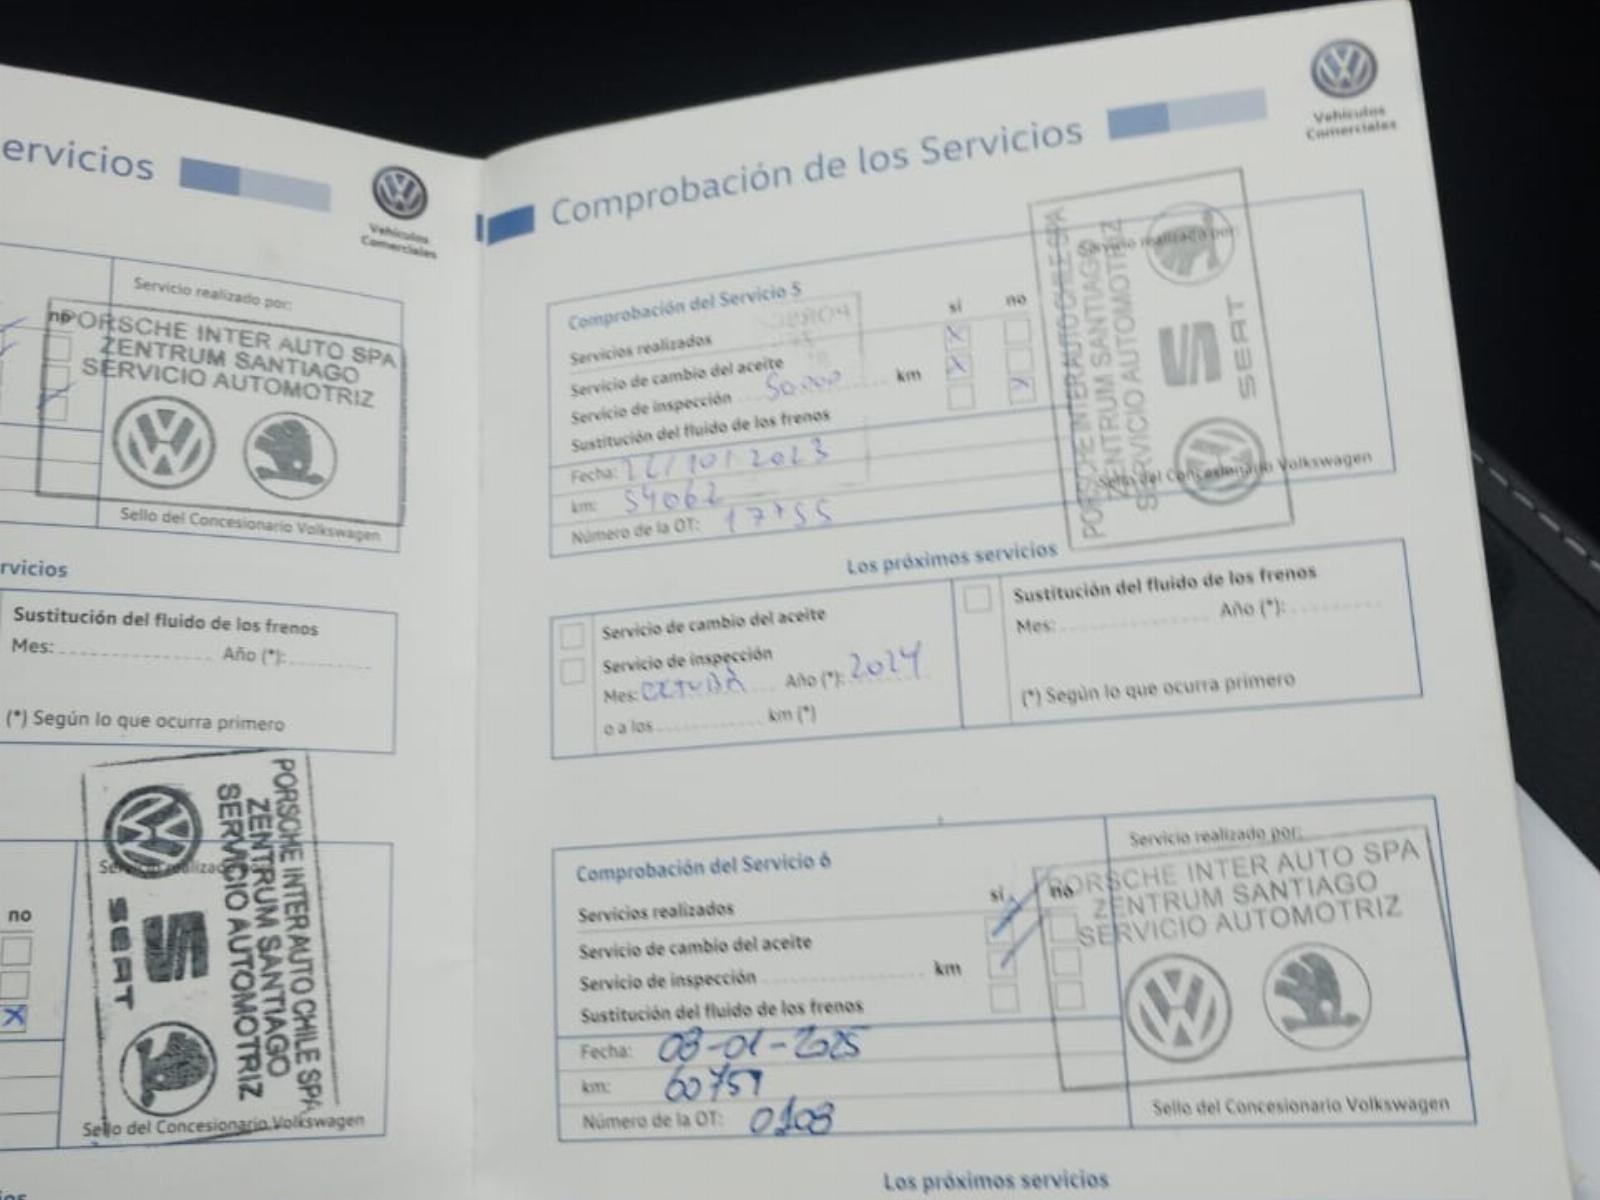 ervicios
Vehículos
Comerciales
Servicio realizado por:
no
PORSCHE INTER AUTO SPA
ZENTRUM SANTIAGO
SERVICIO AUTOMOTRIZ
Sello del Concesionario Volkswagen
rvicios
Sustitución del fluido de los frenos
Mes: Año (*):
(*) Según lo que ocurra primero
Servicio realizado por:
no
PORSCHE INTER AUTO CHILE SPA
ZENTRUM SANTIAGO
SERVICIO AUTOMOTRIZ
SEAT
X
Sello del Concesionario Volkswagen
Comprobación de los Servicios
Vehículos
Comerciales
Comprobación del Servicio 5
sí no
Servicios realizados
X
Servicio de cambio del aceite
X
Servicio de inspección 50.000 km
X
Sustitución del fluido de los frenos
Fecha: /10/2023
km: 54062
Número de la OT: 17755
Servicio realizado por:
PORSCHE INTER AUTO CHILE SPA
ZENTRUM SANTIAGO
SERVICIO AUTOMOTRIZ
SEAT
Sello del Concesionario Volkswagen
Los próximos servicios
Servicio de cambio del aceite
Servicio de inspección
Mes: Año (*): 2024
o a los km (*)
Sustitución del fluido de los frenos
Mes: Año (*):
(*) Según lo que ocurra primero
Comprobación del Servicio 6
sí no
Servicios realizados
Servicio de cambio del aceite
Servicio de inspección km
Sustitución del fluido de los frenos
Fecha: 08-01-2025
km: 60751
Número de la OT: 0108
Servicio realizado por:
PORSCHE INTER AUTO SPA
ZENTRUM SANTIAGO
SERVICIO AUTOMOTRIZ
Sello del Concesionario Volkswagen
Los próximos servicios